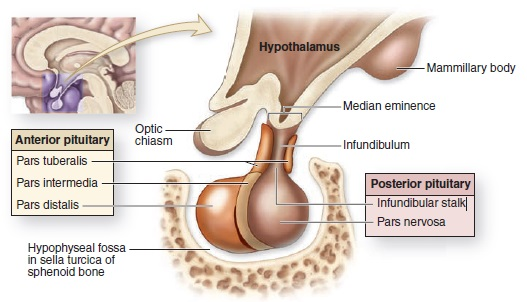 Hypothalamus
Mammillary body
Median eminence
Optic
chiasm
Infundibulum
Anterior pituitary
Pars tuberalis
Pars intermedia
Pars distalis
Posterior pituitary
Infundibular stalk
Pars nervosa
Hypophyseal fossa
in sella turcica of
sphenoid bone